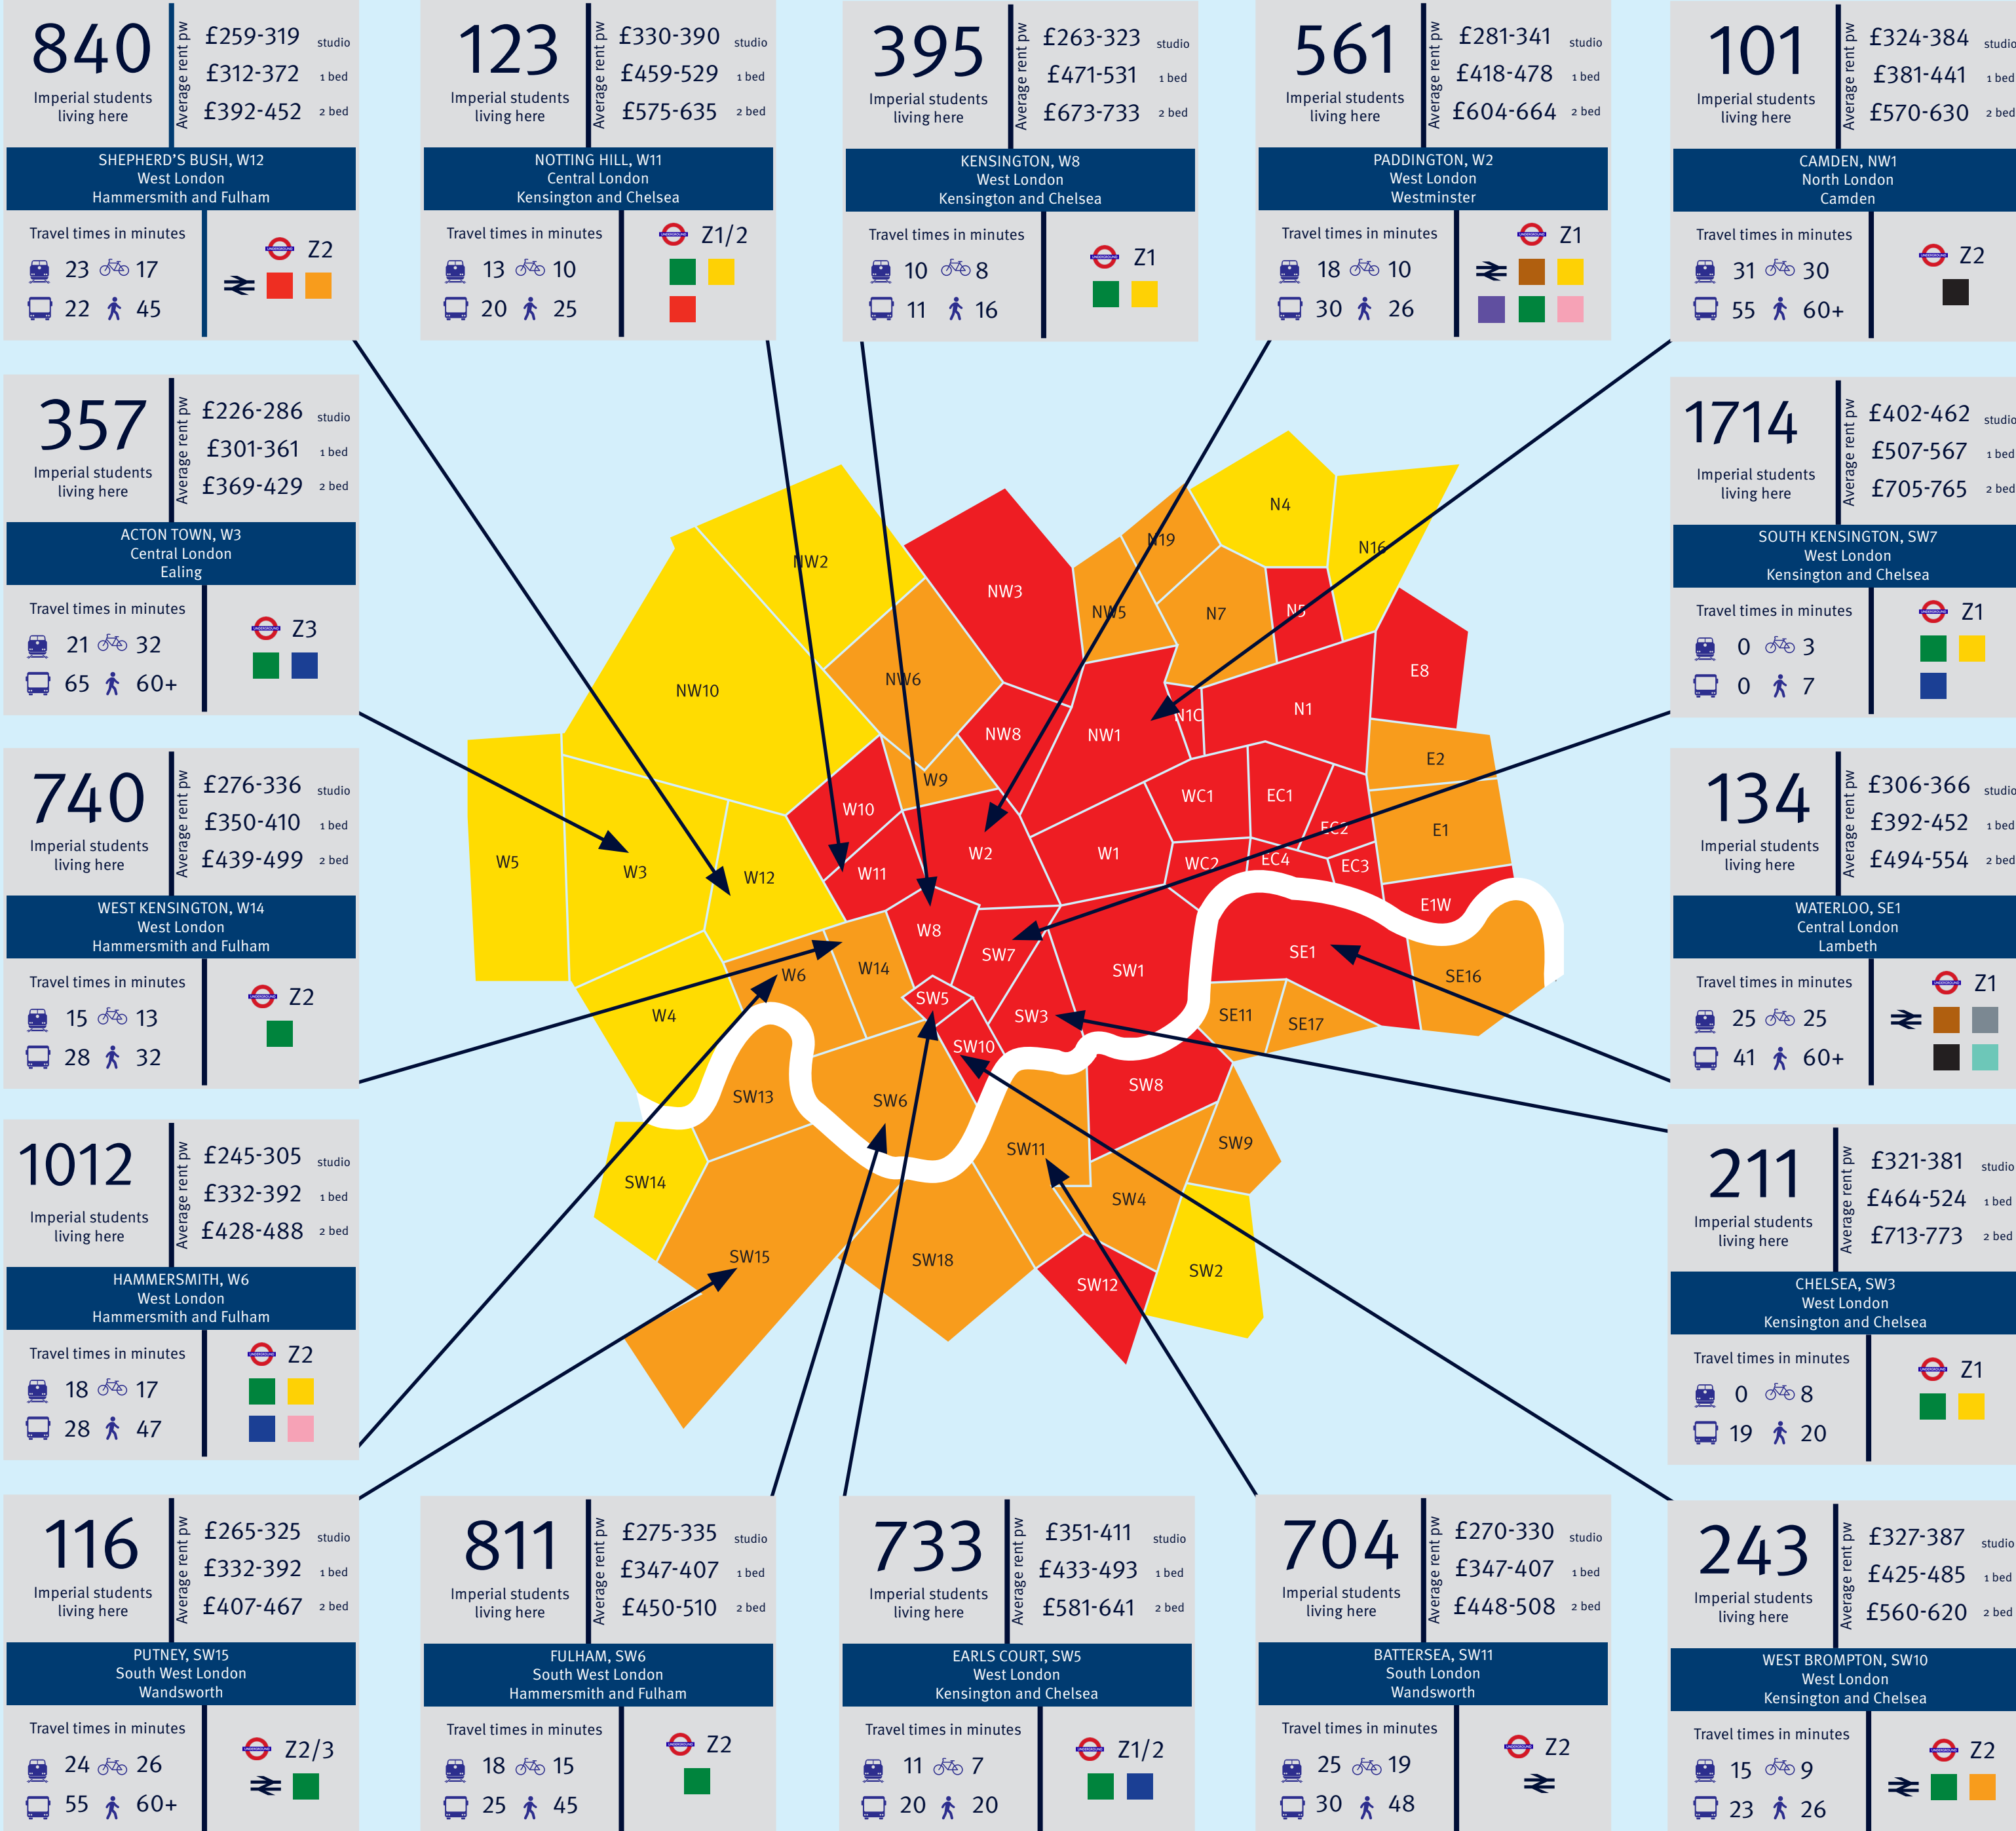 840
Imperial students
living here
Average rent pw
£259-319 studio
£312-372 1 bed
£392-452 2 bed
SHEPHERD'S BUSH, W12
West London
Hammersmith and Fulham
Travel times in minutes
23 17
22 45
UNDERGROUND Z2
123
Imperial students
living here
Average rent pw
£330-390 studio
£459-529 1 bed
£575-635 2 bed
NOTTING HILL, W11
Central London
Kensington and Chelsea
Travel times in minutes
13 10
20 25
UNDERGROUND Z1/2
395
Imperial students
living here
Average rent pw
£263-323 studio
£471-531 1 bed
£673-733 2 bed
KENSINGTON, W8
West London
Kensington and Chelsea
Travel times in minutes
10 8
11 16
UNDERGROUND Z1
561
Imperial students
living here
Average rent pw
£281-341 studio
£418-478 1 bed
£604-664 2 bed
PADDINGTON, W2
West London
Westminster
Travel times in minutes
18 10
30 26
UNDERGROUND Z1
101
Imperial students
living here
Average rent pw
£324-384 studio
£381-441 1 bed
£570-630 2 bed
CAMDEN, NW1
North London
Camden
Travel times in minutes
31 30
55 60+
UNDERGROUND Z2
357
Imperial students
living here
Average rent pw
£226-286 studio
£301-361 1 bed
£369-429 2 bed
ACTON TOWN, W3
Central London
Ealing
Travel times in minutes
21 32
65 60+
UNDERGROUND Z3
1714
Imperial students
living here
Average rent pw
£402-462 studio
£507-567 1 bed
£705-765 2 bed
SOUTH KENSINGTON, SW7
West London
Kensington and Chelsea
Travel times in minutes
0 3
0 7
UNDERGROUND Z1
740
Imperial students
living here
Average rent pw
£276-336 studio
£350-410 1 bed
£439-499 2 bed
WEST KENSINGTON, W14
West London
Hammersmith and Fulham
Travel times in minutes
15 13
28 32
UNDERGROUND Z2
134
Imperial students
living here
Average rent pw
£306-366 studio
£392-452 1 bed
£494-554 2 bed
WATERLOO, SE1
Central London
Lambeth
Travel times in minutes
25 25
41 60+
UNDERGROUND Z1
1012
Imperial students
living here
Average rent pw
£245-305 studio
£332-392 1 bed
£428-488 2 bed
HAMMERSMITH, W6
West London
Hammersmith and Fulham
Travel times in minutes
18 17
28 47
UNDERGROUND Z2
211
Imperial students
living here
Average rent pw
£321-381 studio
£464-524 1 bed
£713-773 2 bed
CHELSEA, SW3
West London
Kensington and Chelsea
Travel times in minutes
0 8
19 20
UNDERGROUND Z1
N4
N19
N16
NW2
NW3
NW5
N7
N5
E8
NW6
NW10
N1C
N1
NW8
NW1
E2
W9
W10
WC1
EC1
EC2
E1
W5
W3
W12
W11
W2
W1
WC2
EC4
EC3
E1W
W8
SW7
SE1
W6
W14
SW1
SE16
SW5
W4
SW3
SE11
SE17
SW10
SW8
SW13
SW6
SW11
SW9
SW14
SW4
SW15
SW18
SW12
SW2
116
Imperial students
living here
Average rent pw
£265-325 studio
£332-392 1 bed
£407-467 2 bed
PUTNEY, SW15
South West London
Wandsworth
Travel times in minutes
24 26
55 60+
UNDERGROUND Z2/3
811
Imperial students
living here
Average rent pw
£275-335 studio
£347-407 1 bed
£450-510 2 bed
FULHAM, SW6
South West London
Hammersmith and Fulham
Travel times in minutes
18 15
25 45
UNDERGROUND Z2
733
Imperial students
living here
Average rent pw
£351-411 studio
£433-493 1 bed
£581-641 2 bed
EARLS COURT, SW5
West London
Kensington and Chelsea
Travel times in minutes
11 7
20 20
UNDERGROUND Z1/2
704
Imperial students
living here
Average rent pw
£270-330 studio
£347-407 1 bed
£448-508 2 bed
BATTERSEA, SW11
South London
Wandsworth
Travel times in minutes
25 19
30 48
UNDERGROUND Z2
243
Imperial students
living here
Average rent pw
£327-387 studio
£425-485 1 bed
£560-620 2 bed
WEST BROMPTON, SW10
West London
Kensington and Chelsea
Travel times in minutes
15 9
23 26
UNDERGROUND Z2